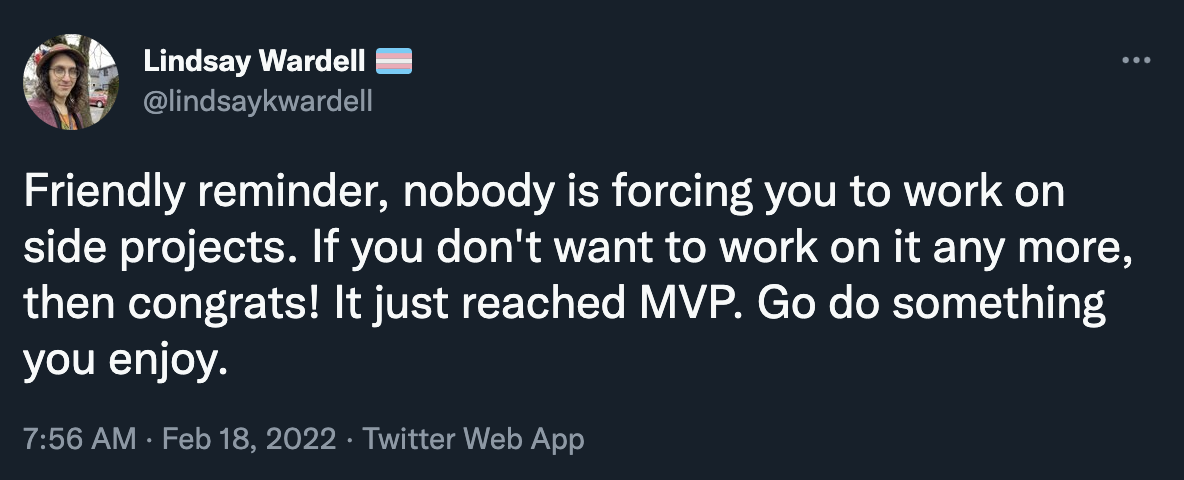 Lindsay Wardell
@lindsaykwardell
Friendly reminder, nobody is forcing you to work on
side projects. If you don't want to work on it any more,
then congrats! It just reached MVP. Go do something
you enjoy.
7:56 AM · Feb 18, 2022 · Twitter Web App